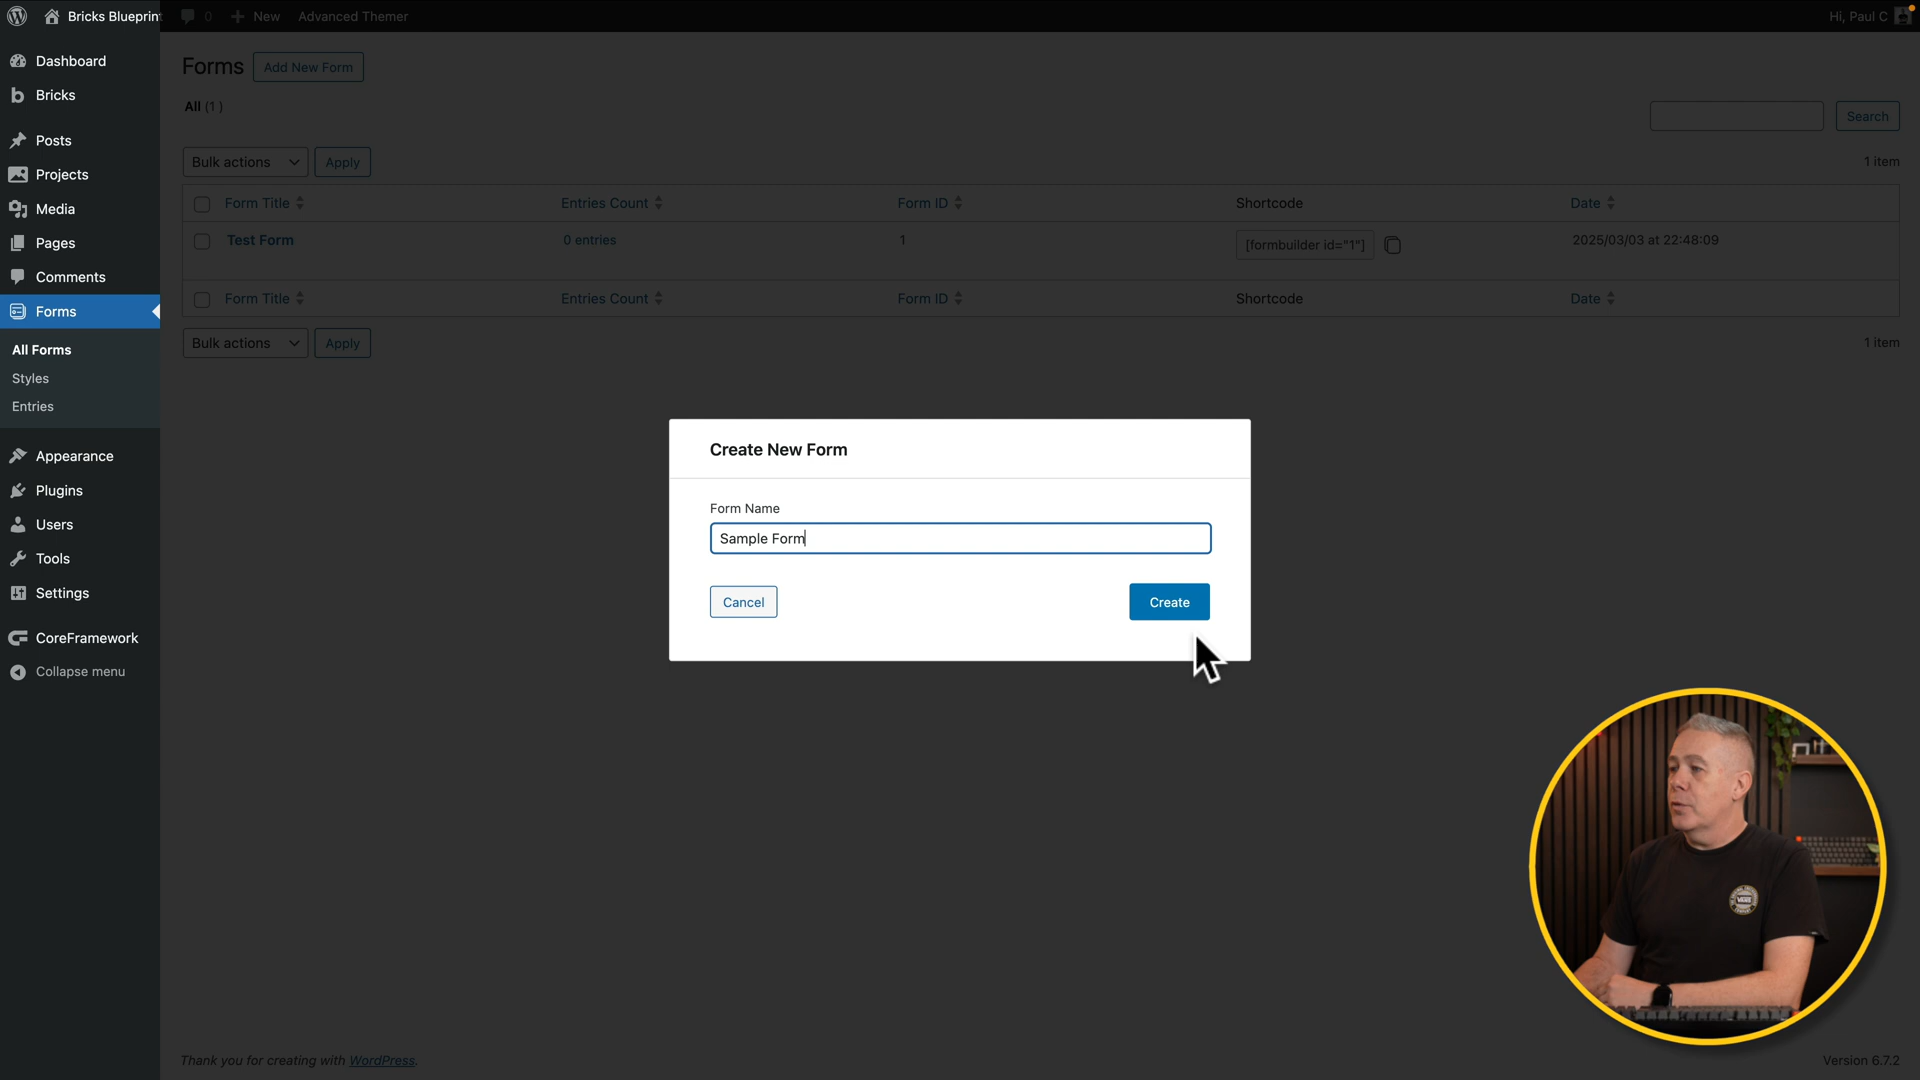 Bricks Blueprin
0
New
Advanced Themer
Hi, Paul C
Dashboard
Bricks
Posts
Projects
Media
Pages
Comments
Forms
All Forms
Styles
Entries
Appearance
Plugins
Users
Tools
Settings
CoreFramework
Collapse menu
Forms
Add New Form
All (1)
Search
Bulk actions
Apply
1 item
Form Title
Entries Count
Form ID
Shortcode
Date
Test Form
0 entries
1
[formbuilder id="1"]
2025/03/03 at 22:48:09
Form Title
Entries Count
Form ID
Shortcode
Date
Bulk actions
Apply
1 item
Create New Form
Form Name
Sample Form
Cancel
Create
VANS
Thank you for creating with WordPress.
Version 6.7.2